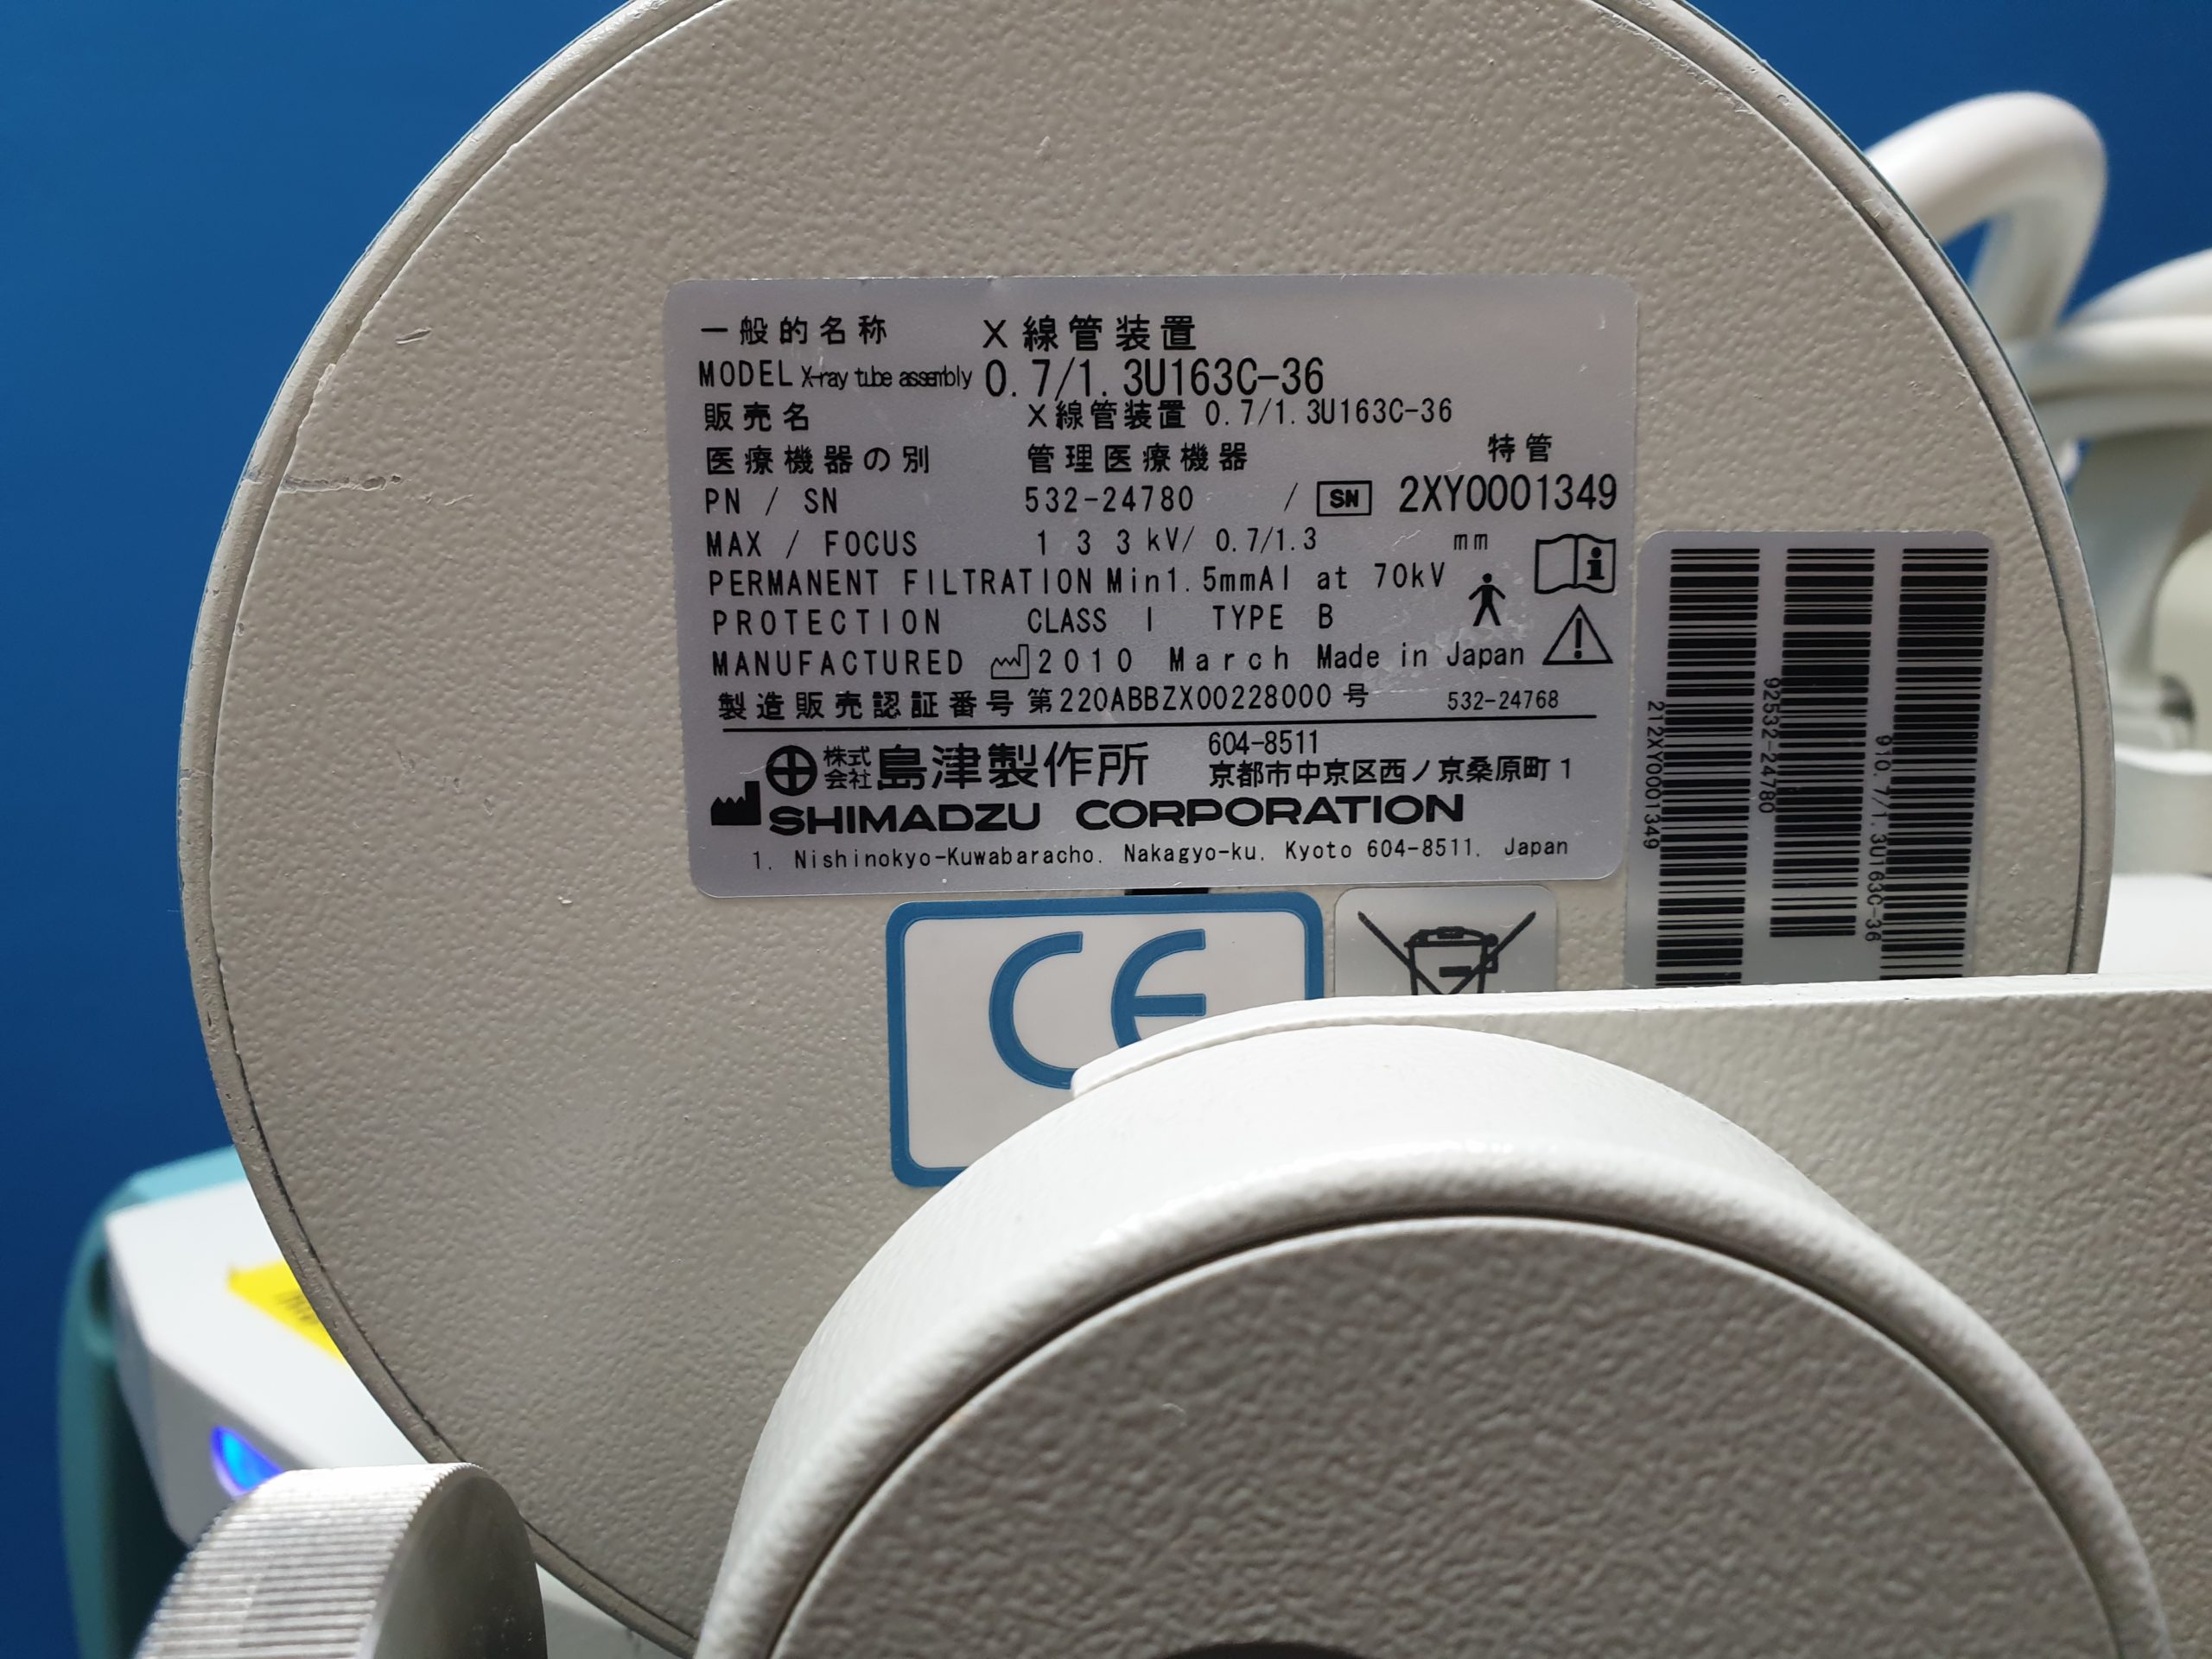 一般的名称 X線管装置
MODEL X-ray tube assembly 0.7/1.3U163C-36
販売名 X線管装置 0.7/1.3U163C-36
医療機器の別 管理医療機器 特管
PN / SN 532-24780 / SN 2XY0001349
MAX / FOCUS 133kV/ 0.7/1.3 mm
PERMANENT FILTRATION Min1.5mmAl at 70kV
PROTECTION CLASS I TYPE B
MANUFACTURED 2010 March Made in Japan
製造販売認証番号 第220ABBZX00228000号 532-24768
株式会社 島津製作所 604-8511
京都市中京区西ノ京桑原町1
SHIMADZU CORPORATION
1, Nishinokyo-Kuwabaracho, Nakagyo-ku, Kyoto 604-8511, Japan
212XY0001349
92532-24780
910.7/1.3U163C-36
CE